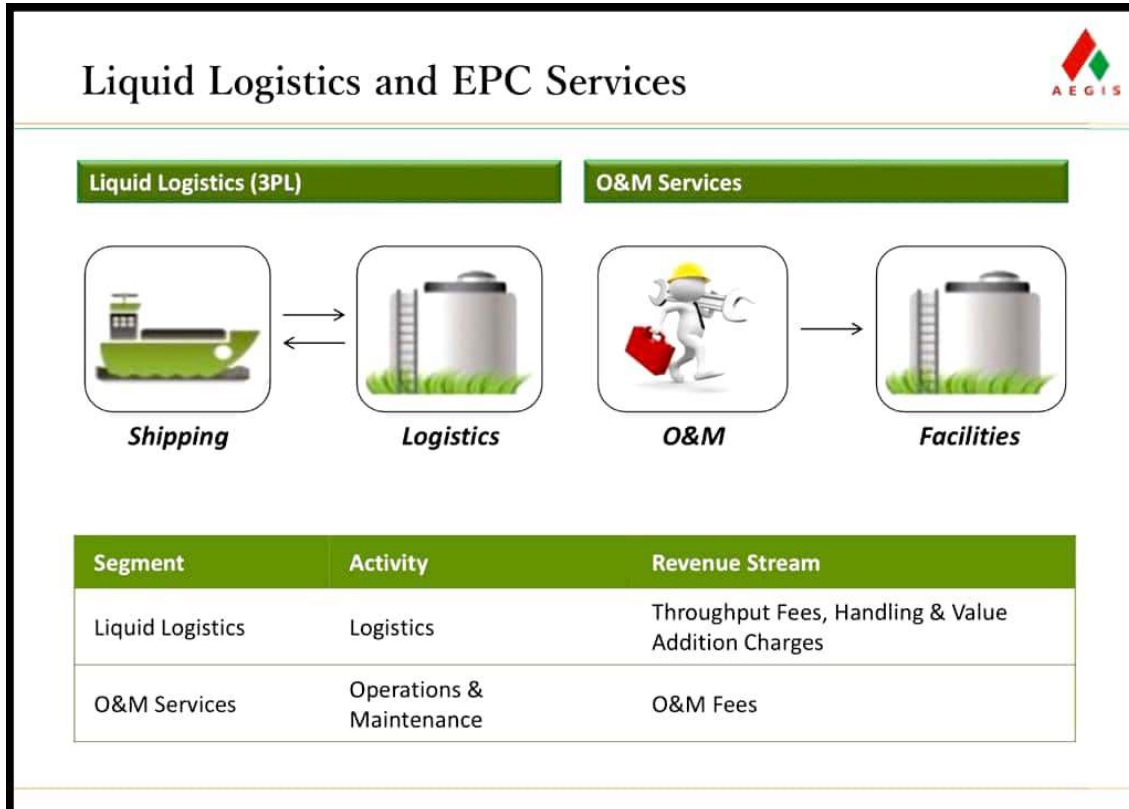 Liquid Logistics and EPC Services
AEGIS
Liquid Logistics (3PL)
O&M Services
Shipping
Logistics
O&M
Facilities
Segment
Activity
Revenue Stream
Liquid Logistics
Logistics
Throughput Fees, Handling & Value
Addition Charges
O&M Services
Operations &
Maintenance
O&M Fees